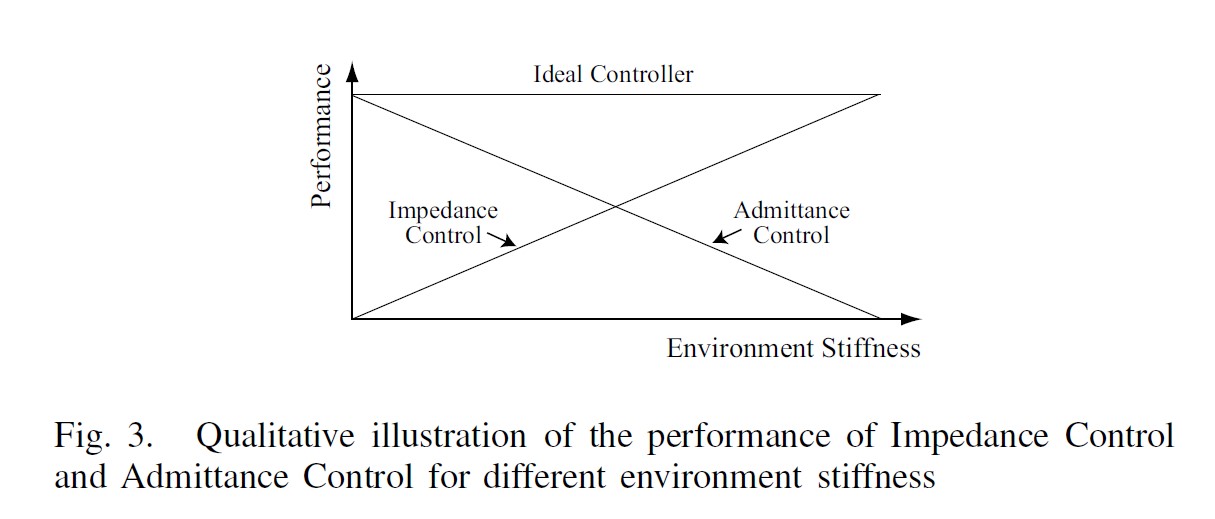 Performance
Ideal Controller
Impedance
Control
Admittance
Control
Environment Stiffness
Fig. 3. Qualitative illustration of the performance of Impedance Control
and Admittance Control for different environment stiffness